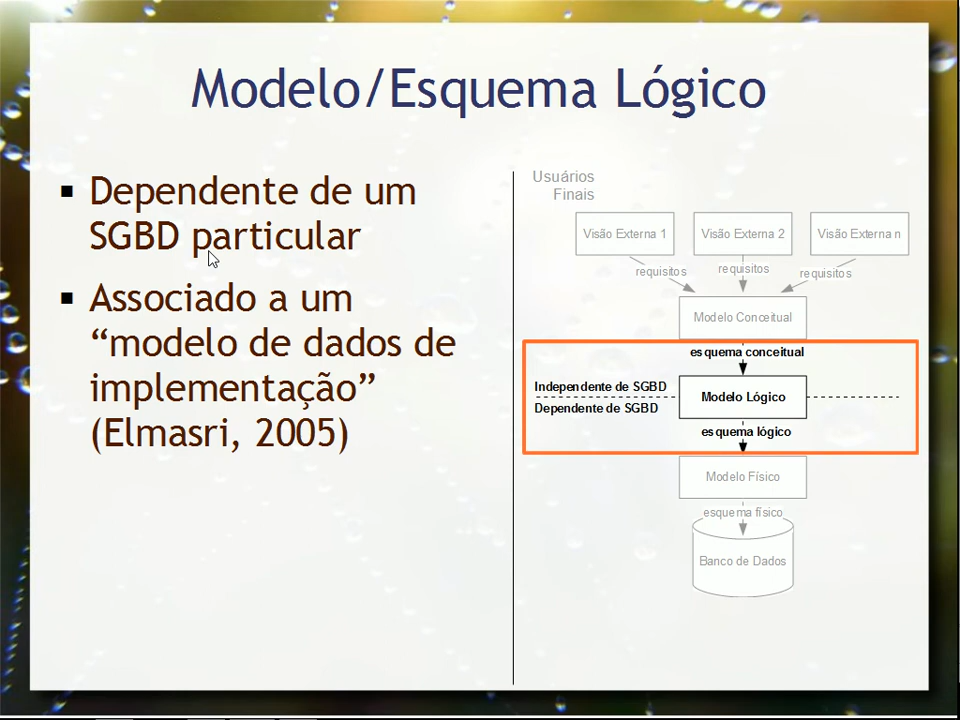 Modelo/Esquema Lógico
Dependente de um
SGBD particular
Associado a um
“modelo de dados de
implementação”
(Elmasri, 2005)
Usuários
Finais
Visão Externa 1
Visão Externa 2
Visão Externa n
requisitos
requisitos
requisitos
Modelo Conceitual
esquema conceitual
Independente de SGBD
Modelo Lógico
Dependente de SGBD
esquema lógico
Modelo Físico
esquema físico
Banco de Dados